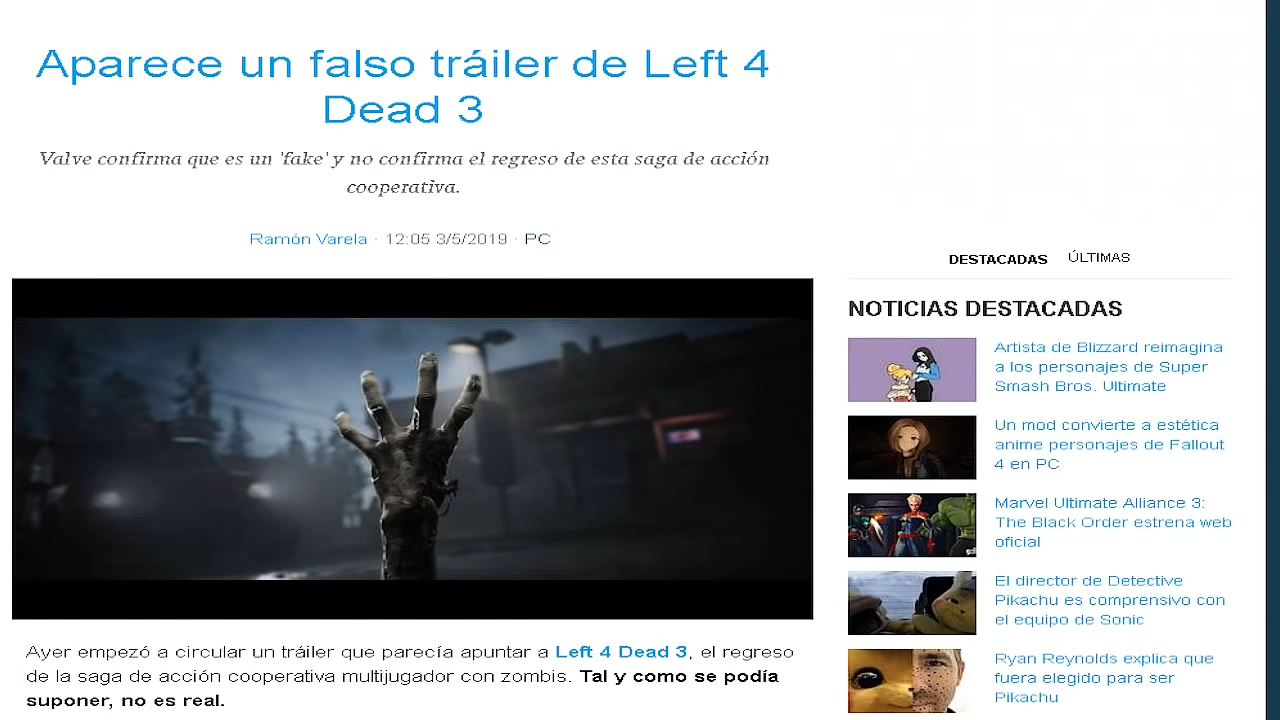 Aparece un falso tráiler de Left 4
Dead 3
Valve confirma que es un 'fake' y no confirma el regreso de esta saga de acción
cooperativa.
Ramón Varela · 12:05 3/5/2019 · PC
Ayer empezó a circular un tráiler que parecía apuntar a Left 4 Dead 3, el regreso
de la saga de acción cooperativa multijugador con zombis. Tal y como se podía
suponer, no es real.
DESTACADAS ÚLTIMAS
NOTICIAS DESTACADAS
Artista de Blizzard reimagina
a los personajes de Super
Smash Bros. Ultimate
Un mod convierte a estética
anime personajes de Fallout
4 en PC
Marvel Ultimate Alliance 3:
The Black Order estrena web
oficial
El director de Detective
Pikachu es comprensivo con
el equipo de Sonic
Ryan Reynolds explica que
fuera elegido para ser
Pikachu